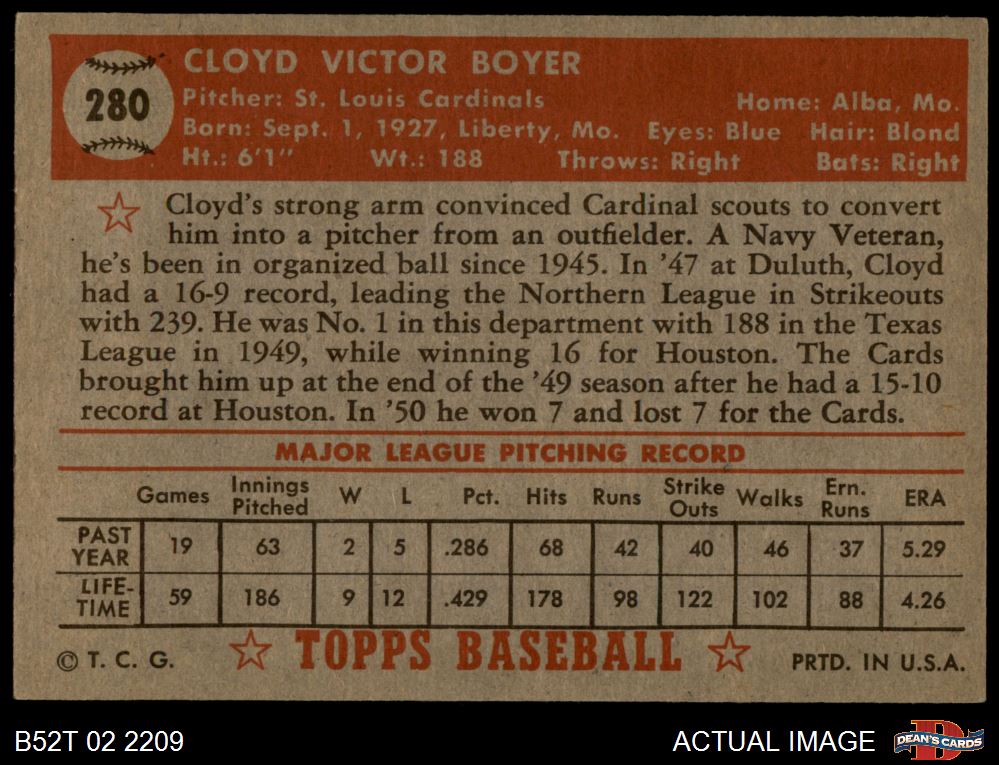 280
CLOYD VICTOR BOYER
Pitcher: St. Louis Cardinals Home: Alba, Mo.
Born: Sept. 1, 1927, Liberty, Mo. Eyes: Blue Hair: Blond
Ht.: 6'1" Wt.: 188 Throws: Right Bats: Right
Cloyd's strong arm convinced Cardinal scouts to convert
him into a pitcher from an outfielder. A Navy Veteran,
he's been in organized ball since 1945. In '47 at Duluth, Cloyd
had a 16-9 record, leading the Northern League in Strikeouts
with 239. He was No. 1 in this department with 188 in the Texas
League in 1949, while winning 16 for Houston. The Cards
brought him up at the end of the '49 season after he had a 15-10
record at Houston. In '50 he won 7 and lost 7 for the Cards.
MAJOR LEAGUE PITCHING RECORD
Games Innings Pitched W L Pct. Hits Runs Strike Outs Walks Ern. Runs ERA
PAST YEAR 19 63 2 5 .286 68 42 40 46 37 5.29
LIFE-TIME 59 186 9 12 .429 178 98 122 102 88 4.26
© T. C. G. TOPPS BASEBALL PRTD. IN U.S.A.
B52T 02 2209 ACTUAL IMAGE DEAN'S CARDS